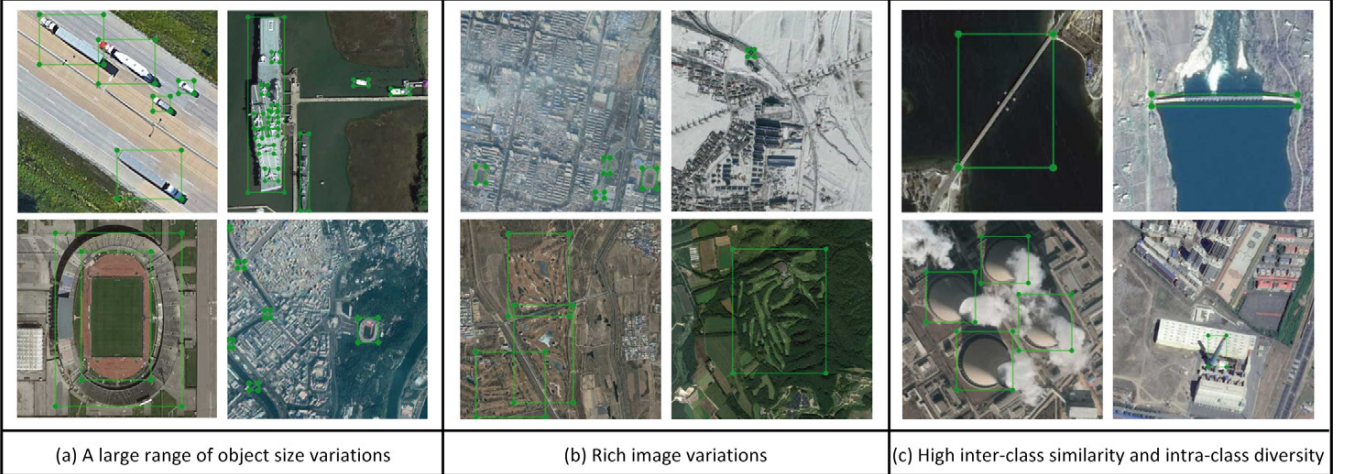 (a) A large range of object size variations
(b) Rich image variations
(c) High inter-class similarity and intra-class diversity